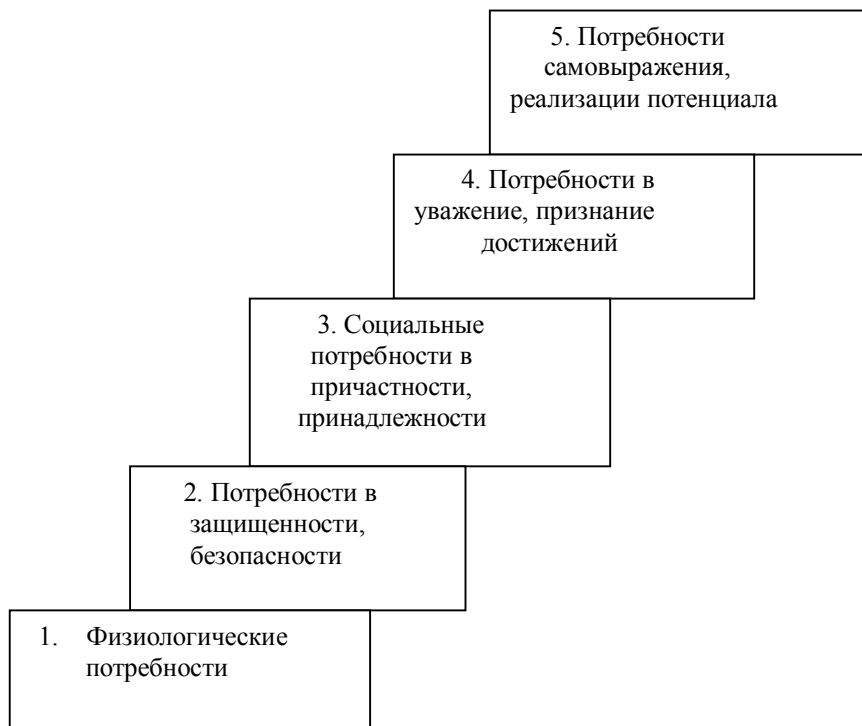 5. Потребности
самовыражения,
реализации потенциала
4. Потребности в
уважение, признание
достижений
3. Социальные
потребности в
причастности,
принадлежности
2. Потребности в
защищенности,
безопасности
1. Физиологические
потребности